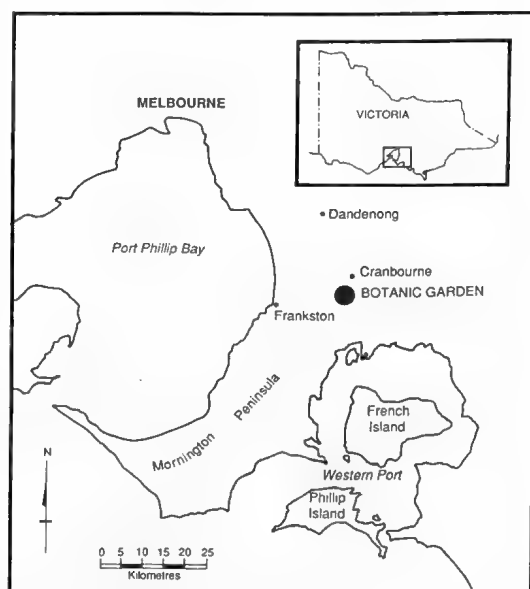 MELBOURNE
VICTORIA
Dandenong
Port Phillip Bay
Cranbourne
BOTANIC GARDEN
Frankston
Mornington Peninsula
French
Island
Western Port
Phillip
Island
N
0 5 10 15 20 25
Kilometres